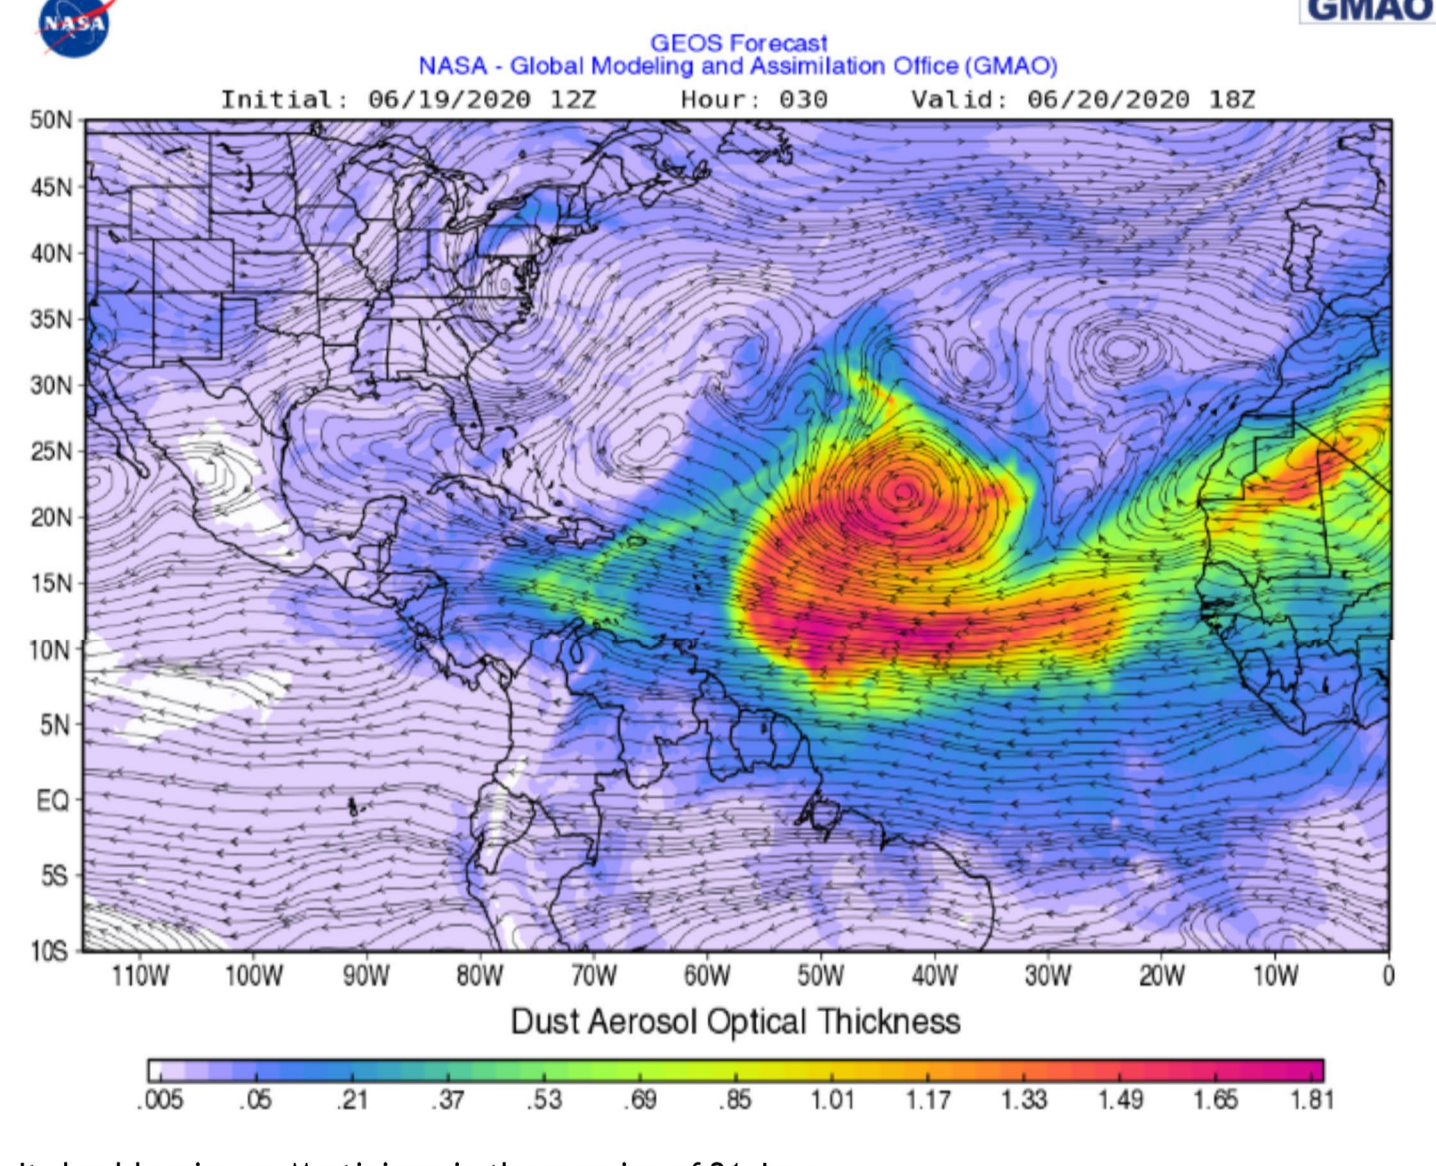 NASA
GMAO
GEOS Forecast
NASA - Global Modeling and Assimilation Office (GMAO)
Initial: 06/19/2020 12Z Hour: 030 Valid: 06/20/2020 18Z
50N
45N
40N
35N
30N
25N
20N
15N
10N
5N
EQ
5S
10S
110W 100W 90W 80W 70W 60W 50W 40W 30W 20W 10W 0
Dust Aerosol Optical Thickness
.005 .05 .21 .37 .53 .69 .85 1.01 1.17 1.33 1.49 1.65 1.81